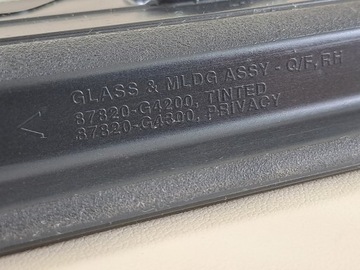 GLASS & MLDG ASSY - Q/F, RH
87820-G4200, TINTED
87820-G4300, PRIVACY